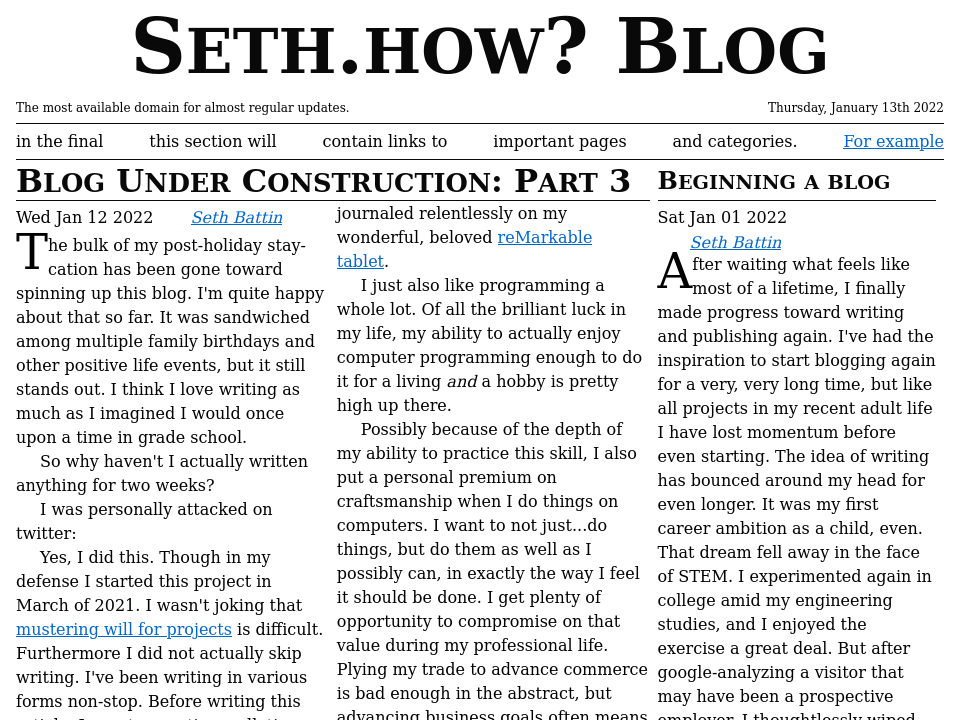 Seth.how? Blog
The most available domain for almost regular updates.
Thursday, January 13th 2022
in the final this section will contain links to important pages and categories. For example
Blog Under Construction: Part 3
Wed Jan 12 2022 Seth Battin
The bulk of my post-holiday stay-
cation has been gone toward
spinning up this blog. I'm quite happy
about that so far. It was sandwiched
among multiple family birthdays and
other positive life events, but it still
stands out. I think I love writing as
much as I imagined I would once
upon a time in grade school.
So why haven't I actually written
anything for two weeks?
I was personally attacked on
twitter:
Yes, I did this. Though in my
defense I started this project in
March of 2021. I wasn't joking that
mustering will for projects is difficult.
Furthermore I did not actually skip
writing. I've been writing in various
forms non-stop. Before writing this
journaled relentlessly on my
wonderful, beloved reMarkable
tablet.
I just also like programming a
whole lot. Of all the brilliant luck in
my life, my ability to actually enjoy
computer programming enough to do
it for a living and a hobby is pretty
high up there.
Possibly because of the depth of
my ability to practice this skill, I also
put a personal premium on
craftsmanship when I do things on
computers. I want to not just...do
things, but do them as well as I
possibly can, in exactly the way I feel
it should be done. I get plenty of
opportunity to compromise on that
value during my professional life.
Plying my trade to advance commerce
is bad enough in the abstract, but
advancing business goals often means
Beginning a blog
Sat Jan 01 2022
Seth Battin
After waiting what feels like
most of a lifetime, I finally
made progress toward writing
and publishing again. I've had the
inspiration to start blogging again
for a very, very long time, but like
all projects in my recent adult life
I have lost momentum before
even starting. The idea of writing
has bounced around my head for
even longer. It was my first
career ambition as a child, even.
That dream fell away in the face
of STEM. I experimented again in
college amid my engineering
studies, and I enjoyed the
exercise a great deal. But after
google-analyzing a visitor that
may have been a prospective
employer, I thoughtlessly wiped